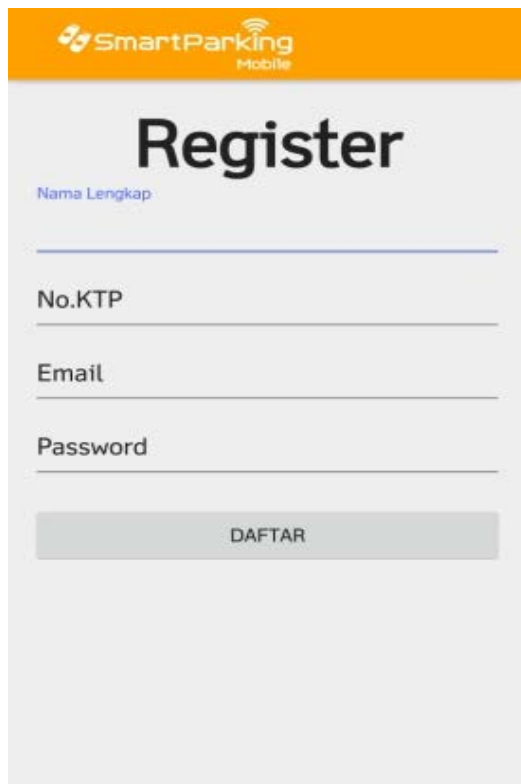 SmartParking
Mobile
Register
Nama Lengkap
No.KTP
Email
Password
DAFTAR